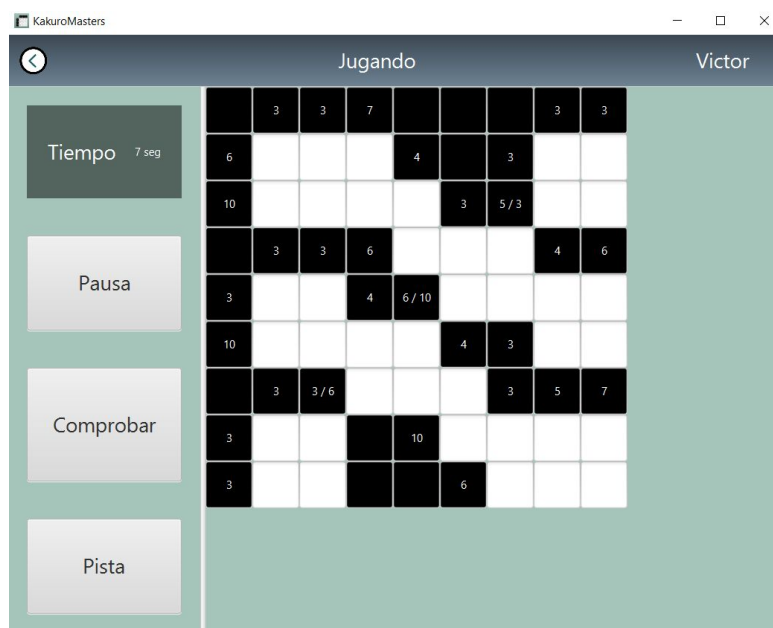 KakuroMasters
Jugando
Victor
Tiempo 7 seg
Pausa
Comprobar
Pista
3 3 7 3 3
6 4 3
10 3 5 / 3
3 3 6 4 6
3 4 6 / 10
10 4 3
3 3 / 6 3 5 7
3 10
3 6